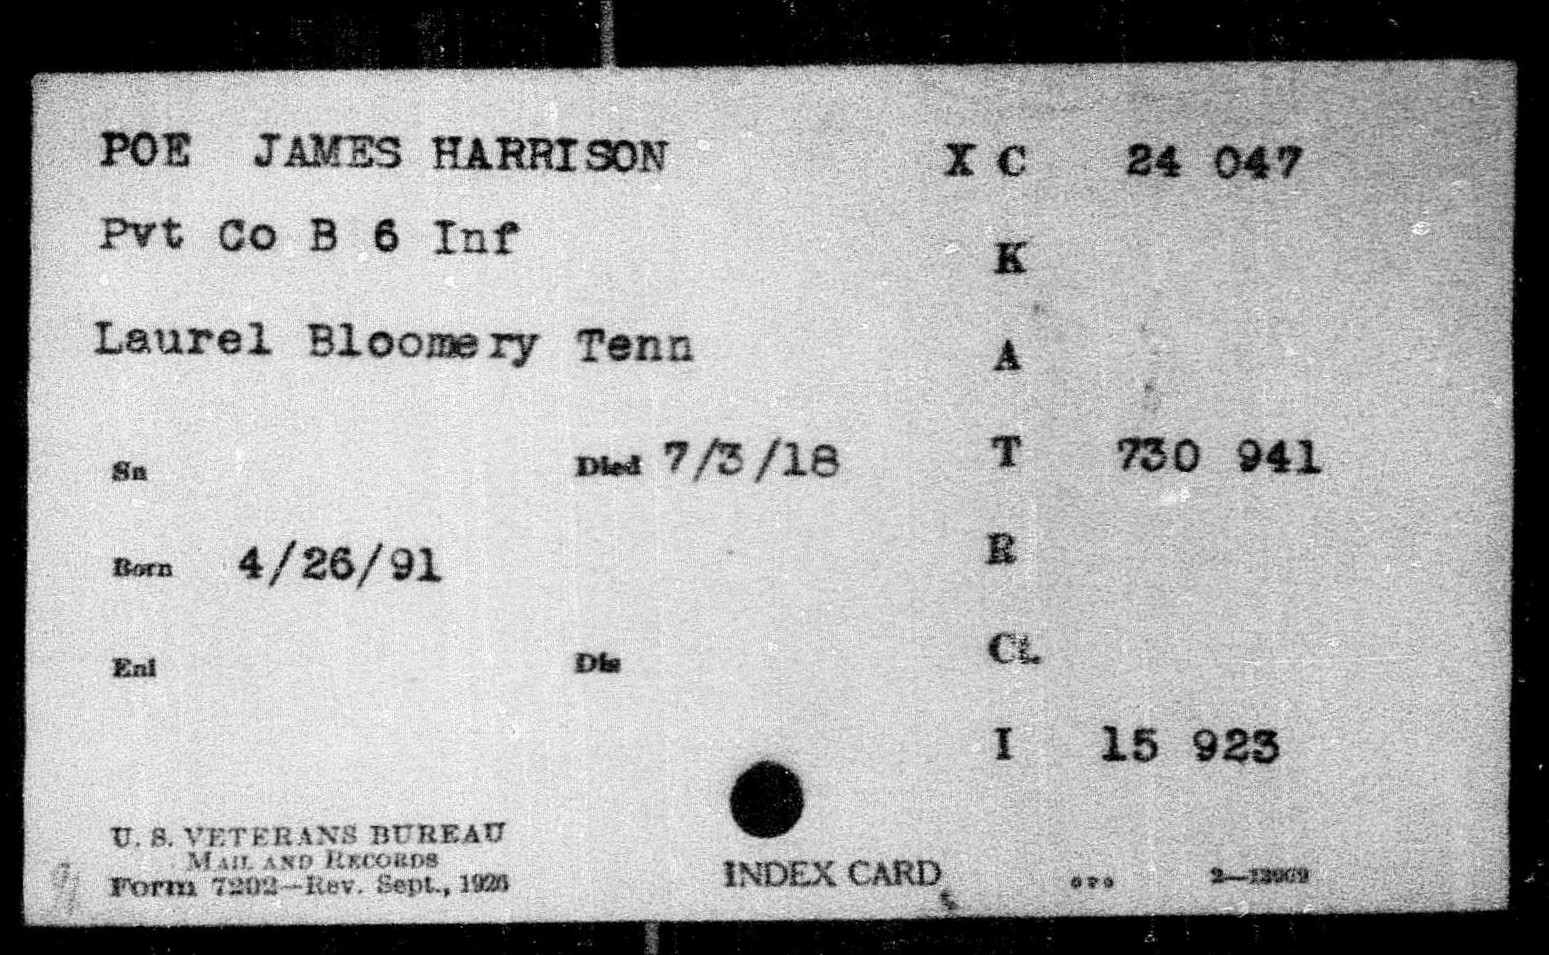 POE JAMES HARRISON X C 24 047
Pvt Co B 6 Inf K
Laurel Bloomery Tenn A
Sn Died 7/3/18 T 730 941
Born 4/26/91 R
Enl Dis Ct.
I 15 923
U. S. VETERANS BUREAU
MAIL AND RECORDS
Form 7202—Rev. Sept., 1926 INDEX CARD